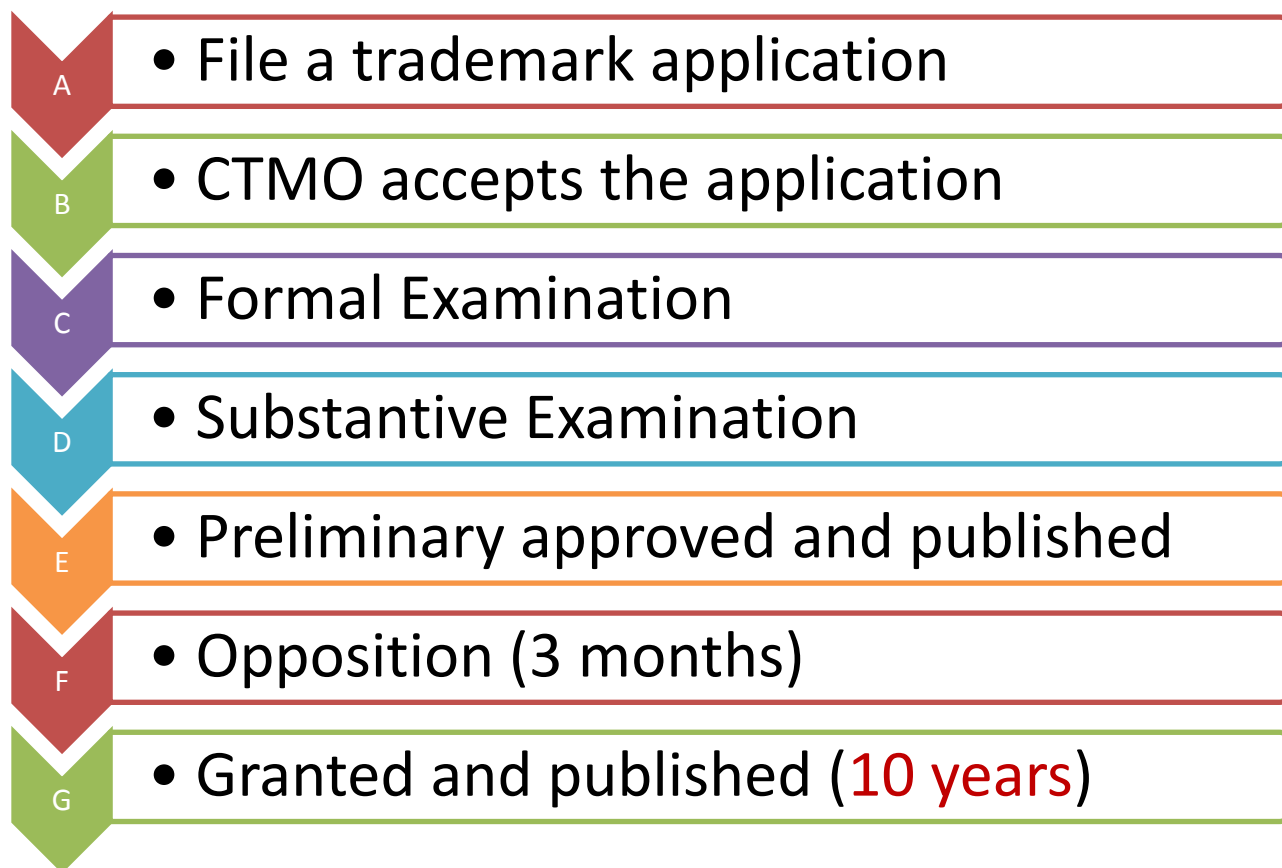 A
• File a trademark application
B
• CTMO accepts the application
C
• Formal Examination
D
• Substantive Examination
E
• Preliminary approved and published
F
• Opposition (3 months)
G
• Granted and published (10 years)